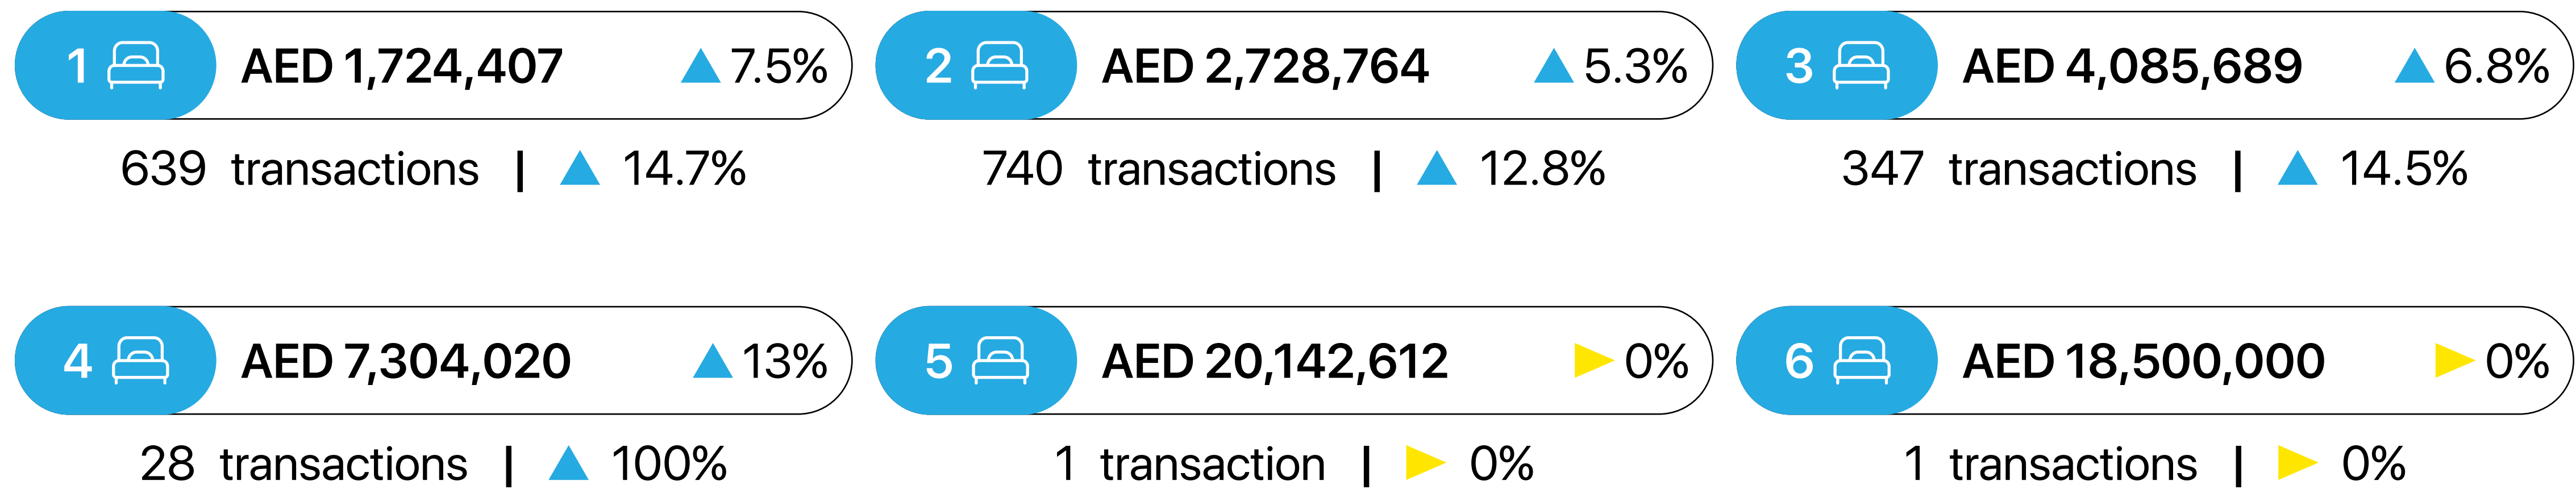 1 AED 1,724,407 ▲ 7.5%
639 transactions | ▲ 14.7%
2 AED 2,728,764 ▲ 5.3%
740 transactions | ▲ 12.8%
3 AED 4,085,689 ▲ 6.8%
347 transactions | ▲ 14.5%
4 AED 7,304,020 ▲ 13%
28 transactions | ▲ 100%
5 AED 20,142,612 ▶ 0%
1 transaction | ▶ 0%
6 AED 18,500,000 ▶ 0%
1 transactions | ▶ 0%